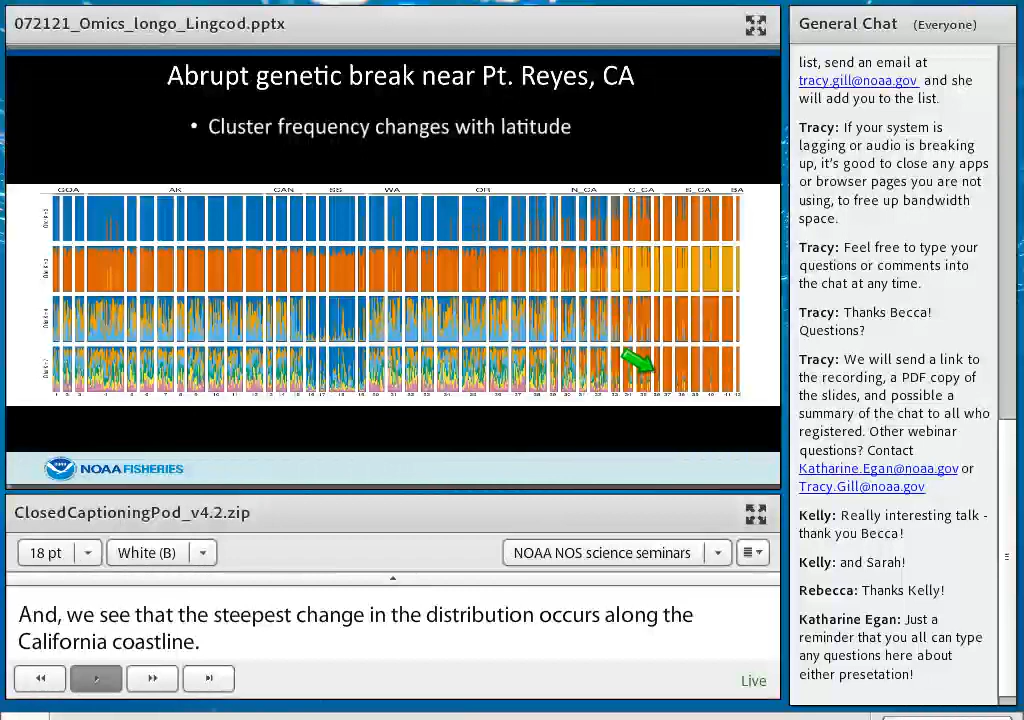 072121_Omics_longo_Lingcod.pptx
Abrupt genetic break near Pt. Reyes, CA
• Cluster frequency changes with latitude
GOA AK CAN SS WA OR N_CA C_CA S_CA BA
NOAA FISHERIES
ClosedCaptioningPod_v4.2.zip
18 pt
White (B)
NOAA NOS science seminars
And, we see that the steepest change in the distribution occurs along the
California coastline.
Live
General Chat (Everyone)
list, send an email at
tracy.gill@noaa.gov and she
will add you to the list.
Tracy: If your system is
lagging or audio is breaking
up, it's good to close any apps
or browser pages you are not
using, to free up bandwidth
space.
Tracy: Feel free to type your
questions or comments into
the chat at any time.
Tracy: Thanks Becca!
Questions?
Tracy: We will send a link to
the recording, a PDF copy of
the slides, and possible a
summary of the chat to all who
registered. Other webinar
questions? Contact
Katharine.Egan@noaa.gov or
Tracy.Gill@noaa.gov
Kelly: Really interesting talk -
thank you Becca!
Kelly: and Sarah!
Rebecca: Thanks Kelly!
Katharine Egan: Just a
reminder that you all can type
any questions here about
either presetation!